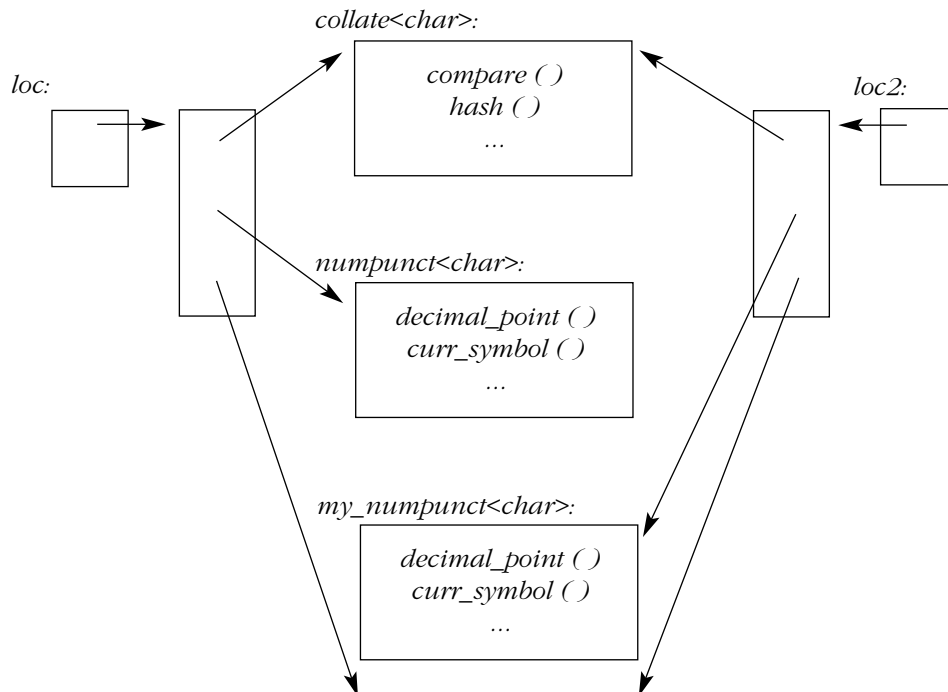 collate<char>:
compare ( )
hash ( )
...
loc:
loc2:
numpunct<char>:
decimal_point ( )
curr_symbol ( )
...
my_numpunct<char>:
decimal_point ( )
curr_symbol ( )
...